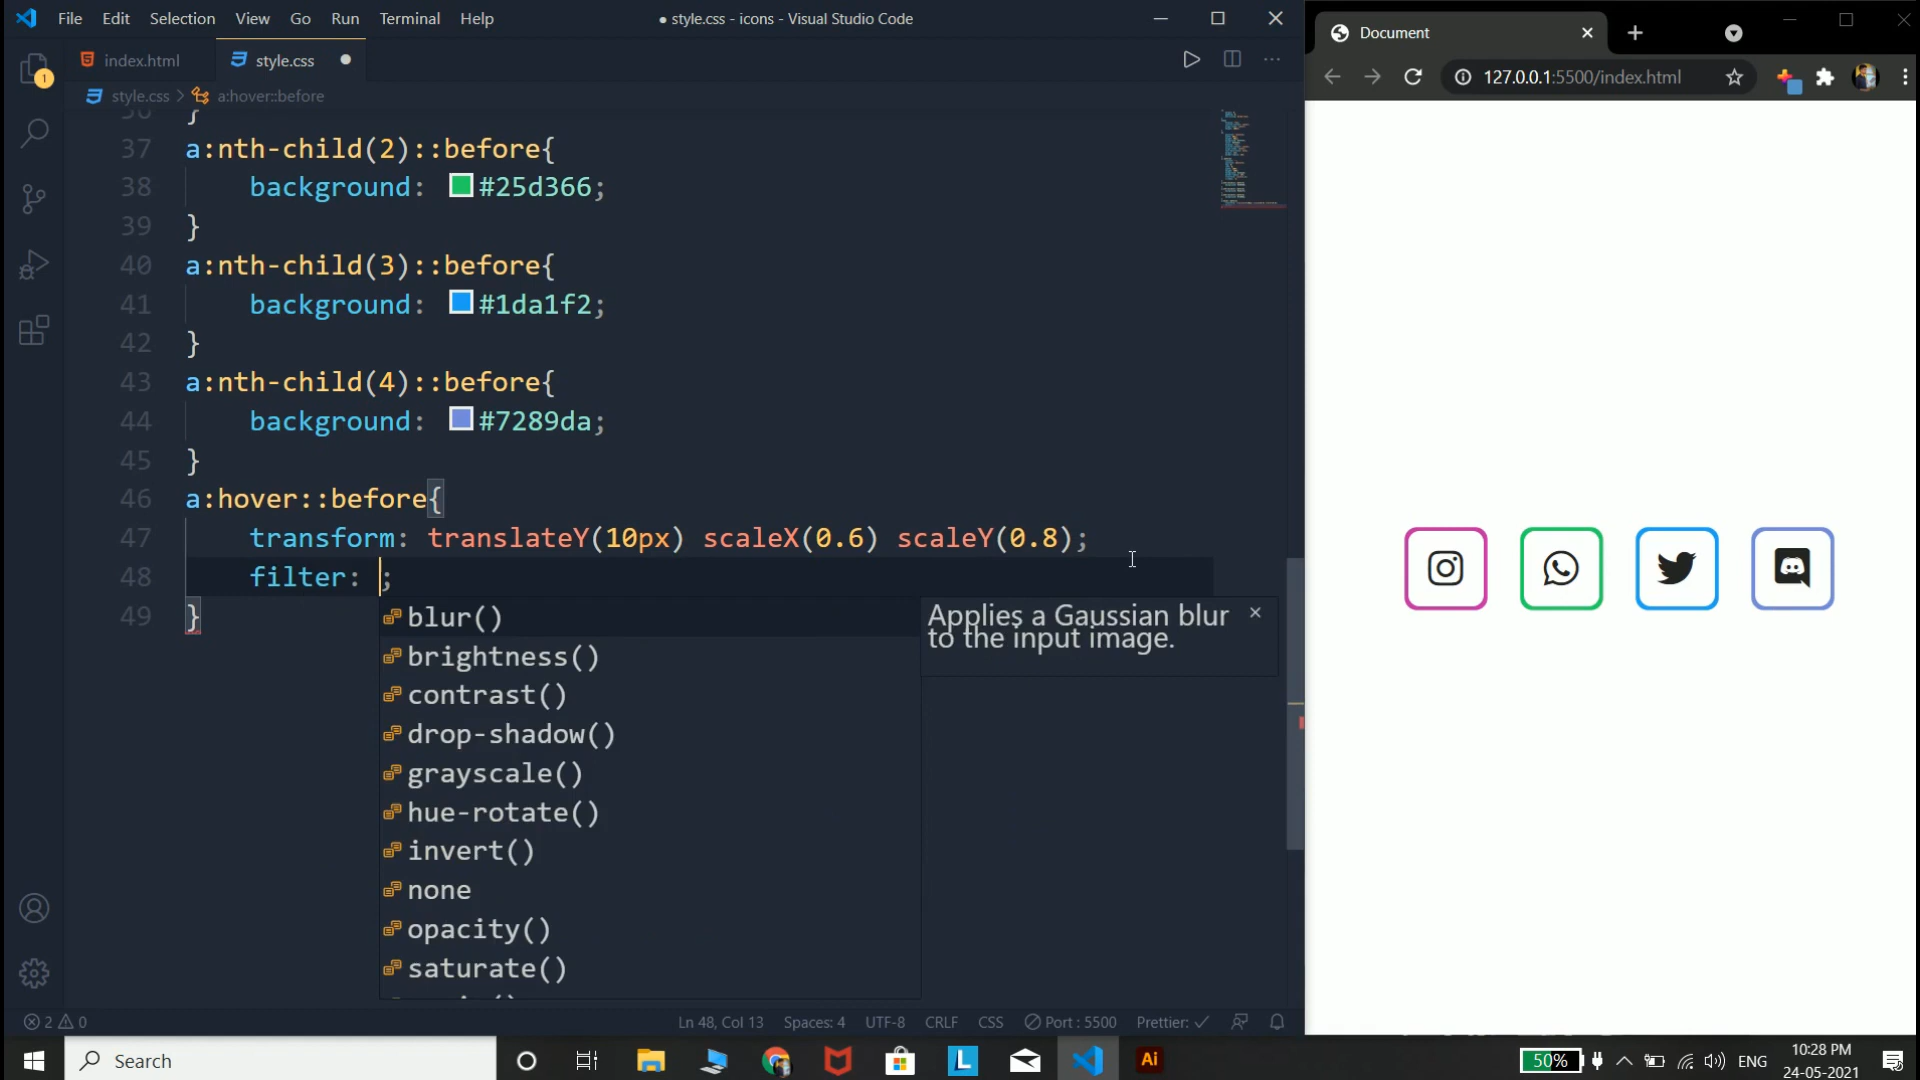 File Edit Selection View Go Run Terminal Help
● style.css - icons - Visual Studio Code
index.html
style.css
style.css > a:hover::before
36 }
37 a:nth-child(2)::before{
38 background: #25d366;
39 }
40 a:nth-child(3)::before{
41 background: #1da1f2;
42 }
43 a:nth-child(4)::before{
44 background: #7289da;
45 }
46 a:hover::before{
47 transform: translateY(10px) scaleX(0.6) scaleY(0.8);
48 filter: ;
49 }
blur()
brightness()
contrast()
drop-shadow()
grayscale()
hue-rotate()
invert()
none
opacity()
saturate()
Applies a Gaussian blur
to the input image.
1
2 0
Ln 48, Col 13 Spaces: 4 UTF-8 CRLF CSS Port : 5500 Prettier: ✓
Document
127.0.0.1:5500/index.html
Search
L
Ai
50%
ENG
10:28 PM
24-05-2021